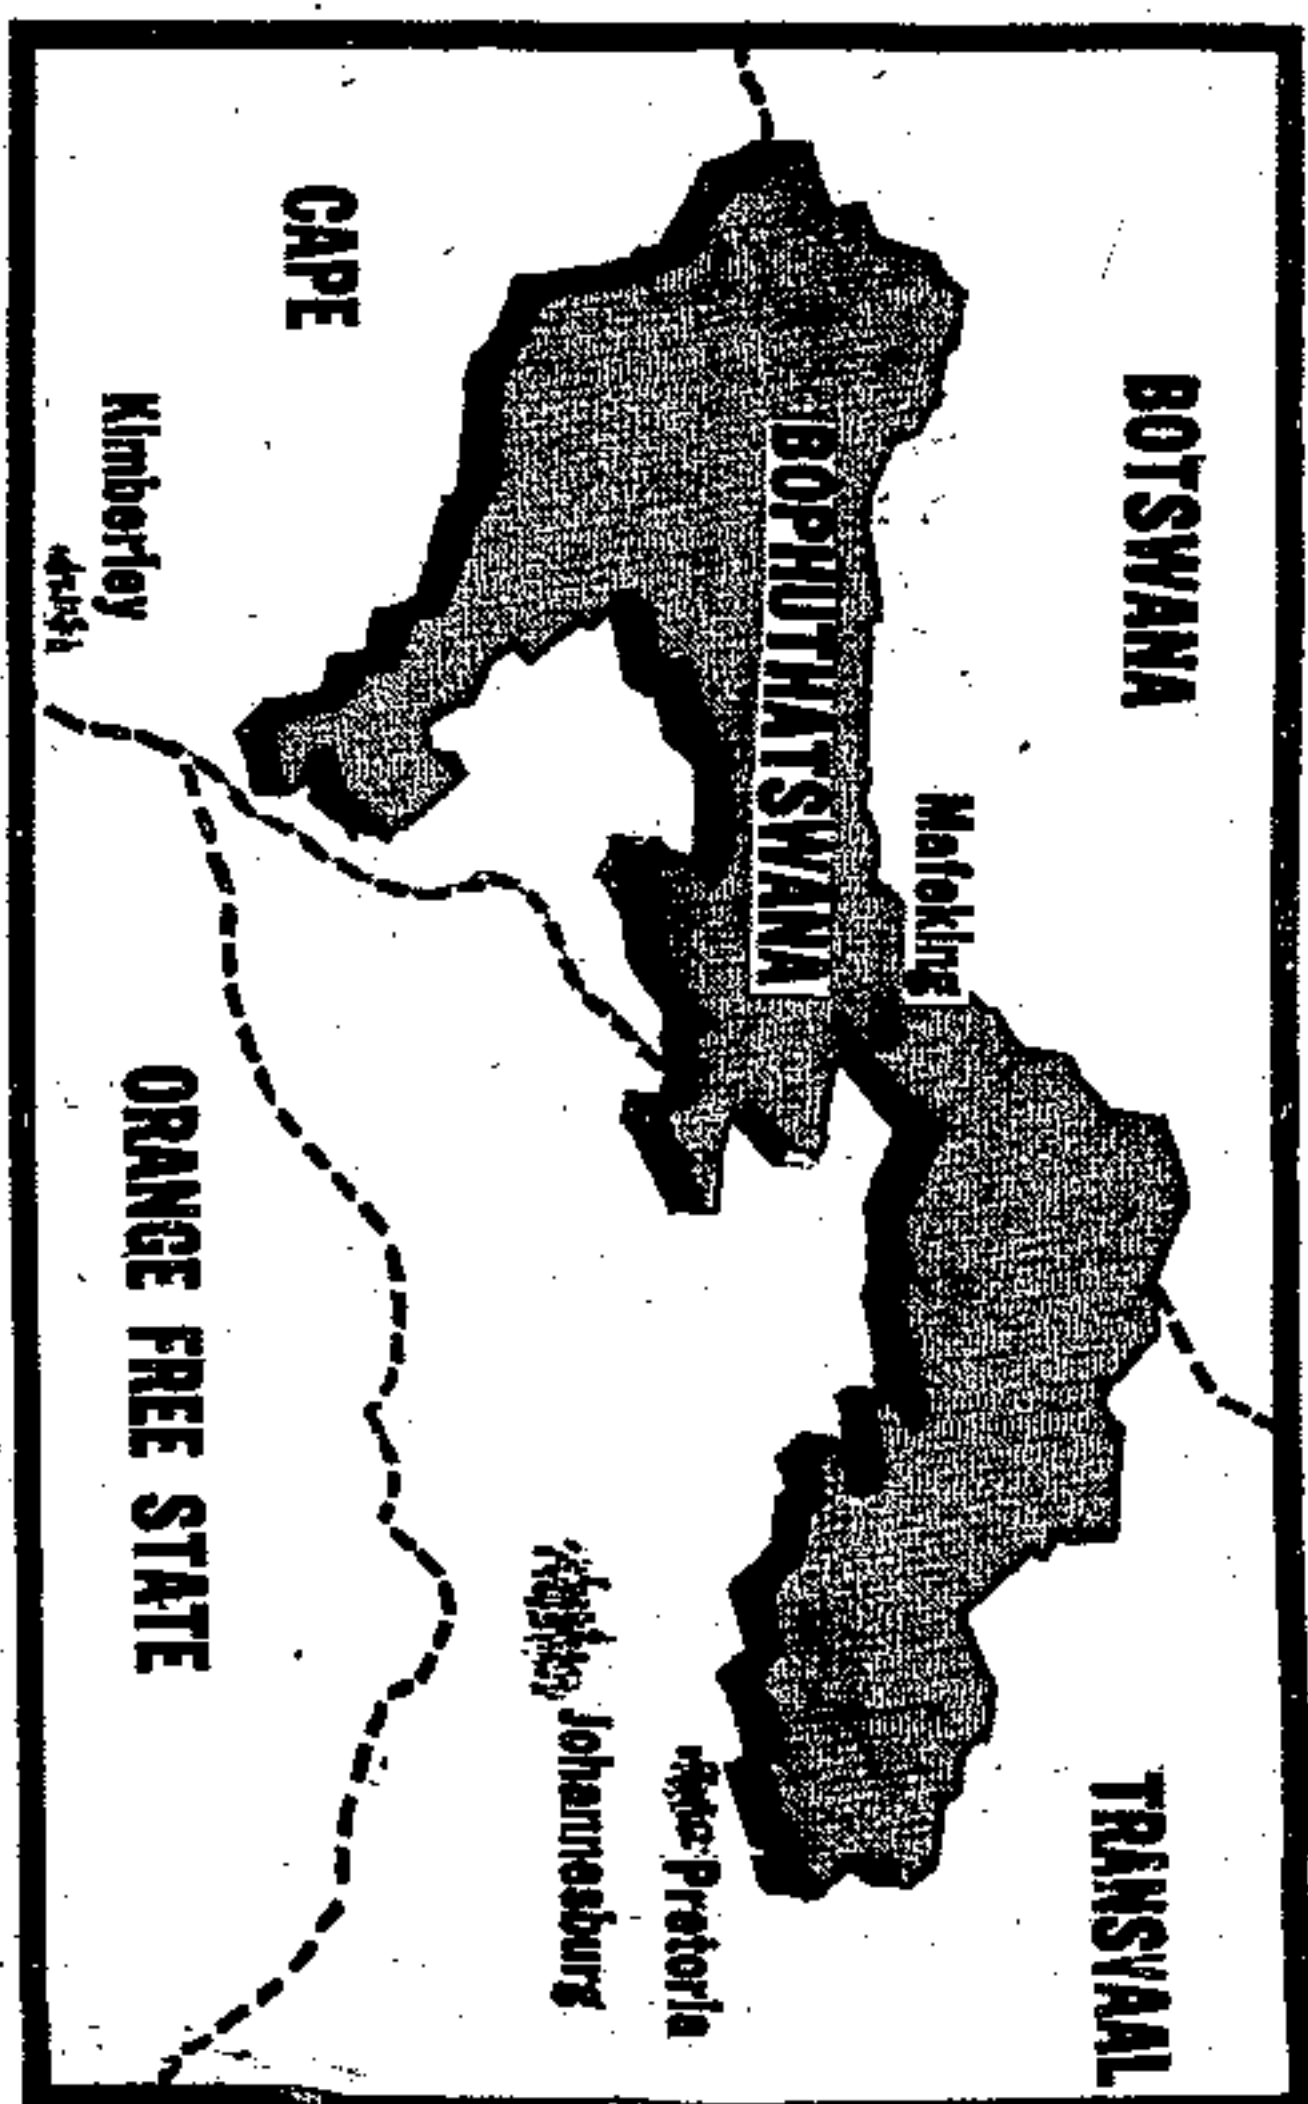 BOTSWANA
TRANSVAAL
Mafeking
BOPHUTHATSWANA
Pretoria
Johannesburg
CAPE
ORANGE FREE STATE
Kimberley